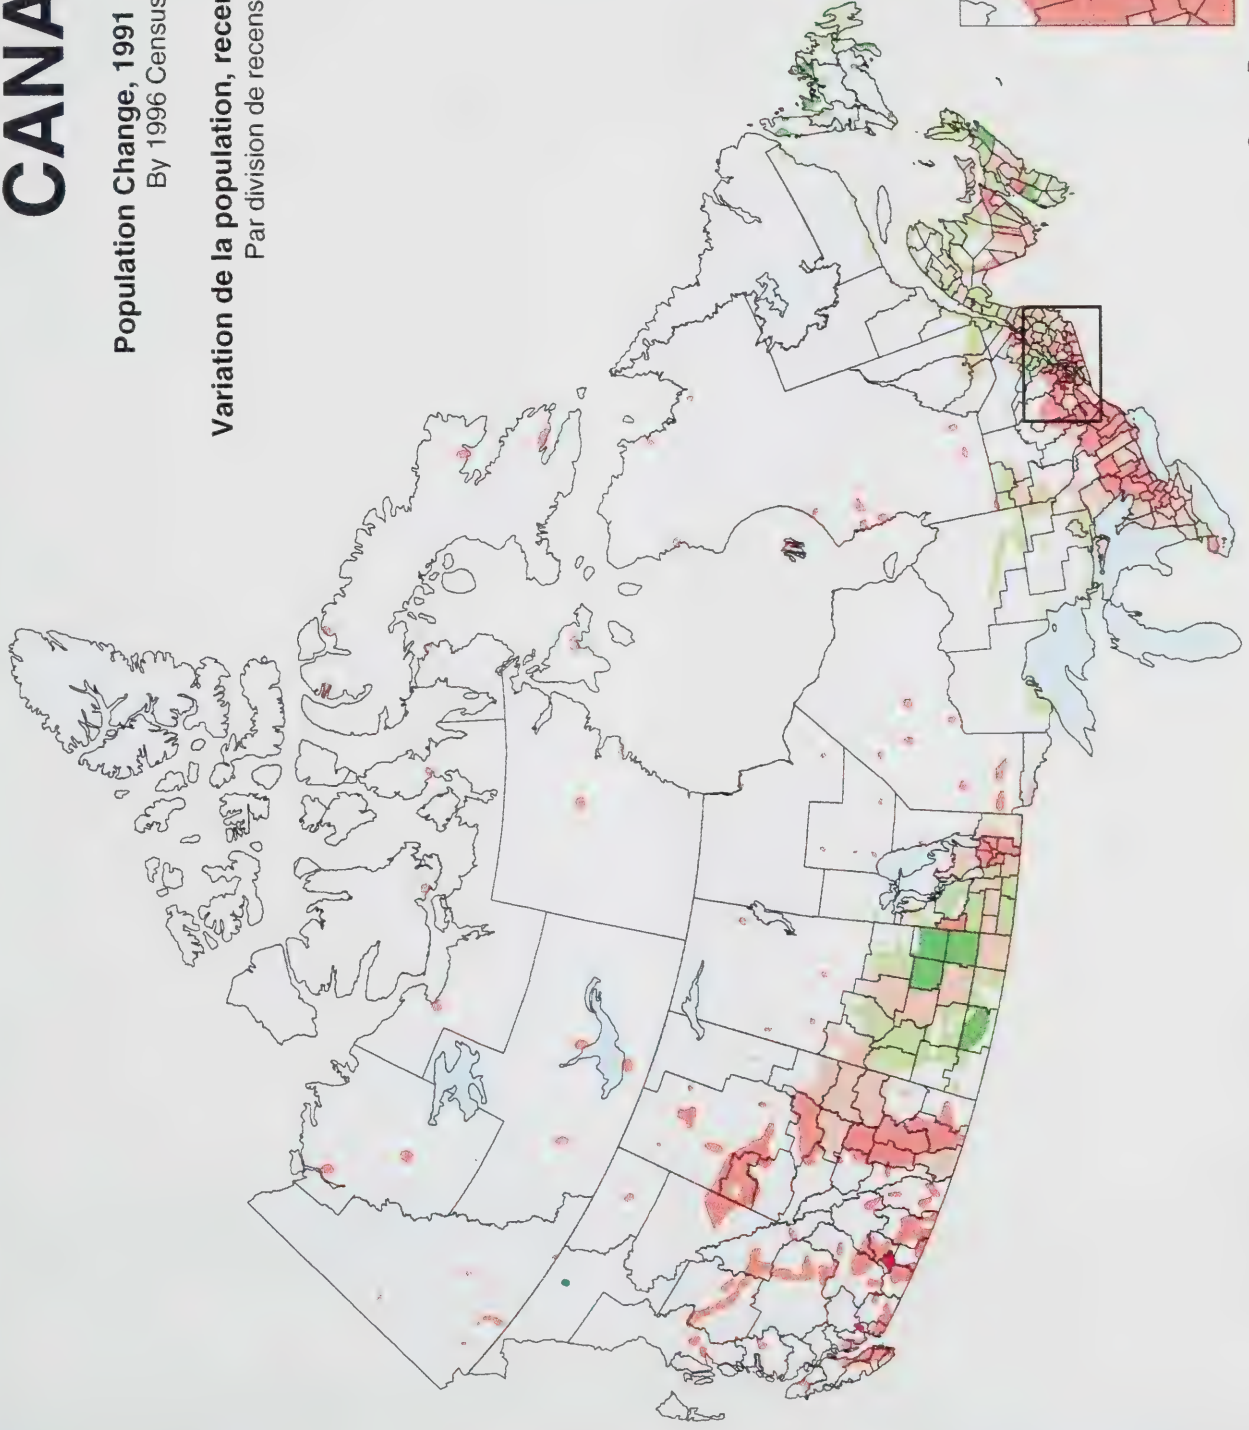 CANA
Population Change, 1991
By 1996 Census
Variation de la population, recen
Par division de recens